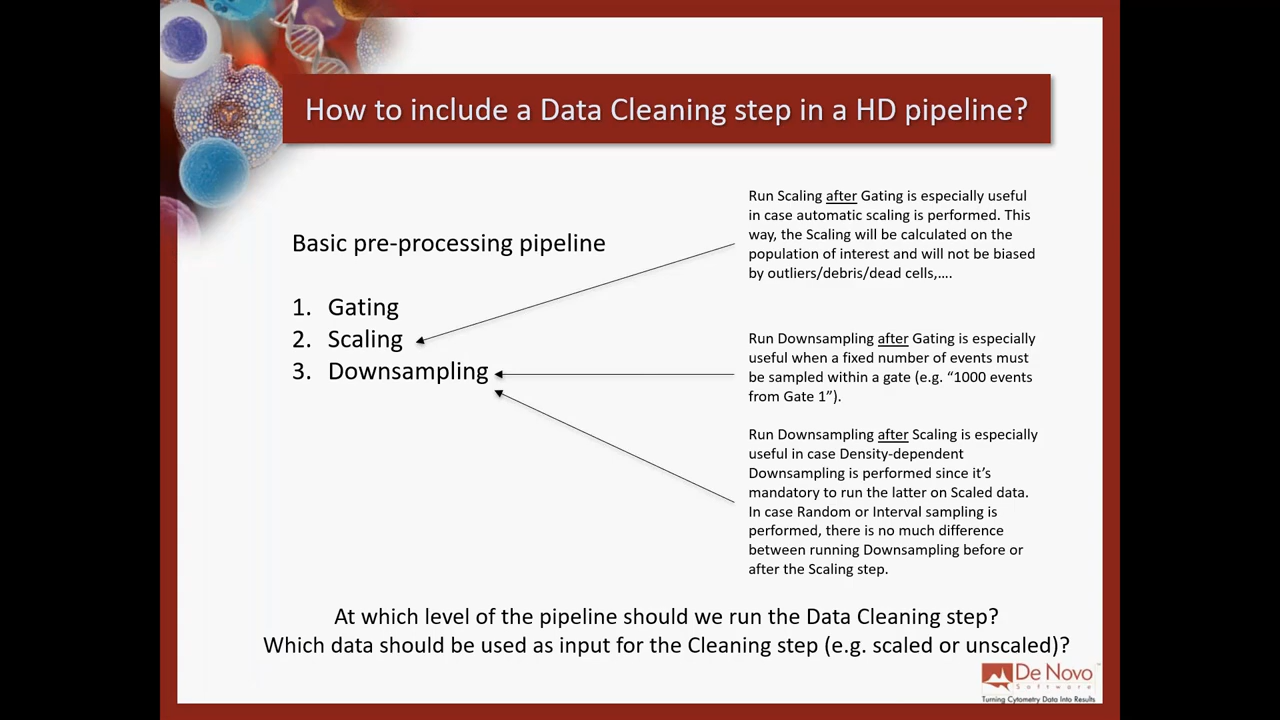 How to include a Data Cleaning step in a HD pipeline?
Basic pre-processing pipeline
1. Gating
2. Scaling
3. Downsampling
Run Scaling after Gating is especially useful
in case automatic scaling is performed. This
way, the Scaling will be calculated on the
population of interest and will not be biased
by outliers/debris/dead cells,....
Run Downsampling after Gating is especially
useful when a fixed number of events must
be sampled within a gate (e.g. “1000 events
from Gate 1”).
Run Downsampling after Scaling is especially
useful in case Density-dependent
Downsampling is performed since it’s
mandatory to run the latter on Scaled data.
In case Random or Interval sampling is
performed, there is no much difference
between running Downsampling before or
after the Scaling step.
At which level of the pipeline should we run the Data Cleaning step?
Which data should be used as input for the Cleaning step (e.g. scaled or unscaled)?
De Novo
Software
Turning Cytometry Data Into Results